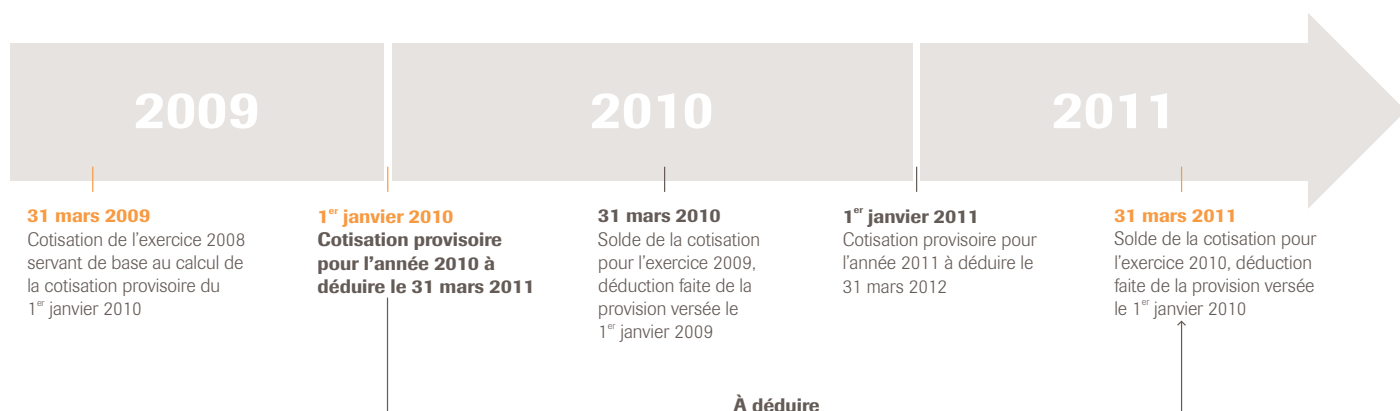 2009
2010
2011
31 mars 2009
Cotisation de l'exercice 2008
servant de base au calcul de
la cotisation provisoire du
1er janvier 2010
1er janvier 2010
Cotisation provisoire
pour l'année 2010 à
déduire le 31 mars 2011
31 mars 2010
Solde de la cotisation
pour l'exercice 2009,
déduction faite de la
provision versée le
1er janvier 2009
1er janvier 2011
Cotisation provisoire pour
l'année 2011 à déduire le
31 mars 2012
31 mars 2011
Solde de la cotisation pour
l'exercice 2010, déduction
faite de la provision versée
le 1er janvier 2010
À déduire